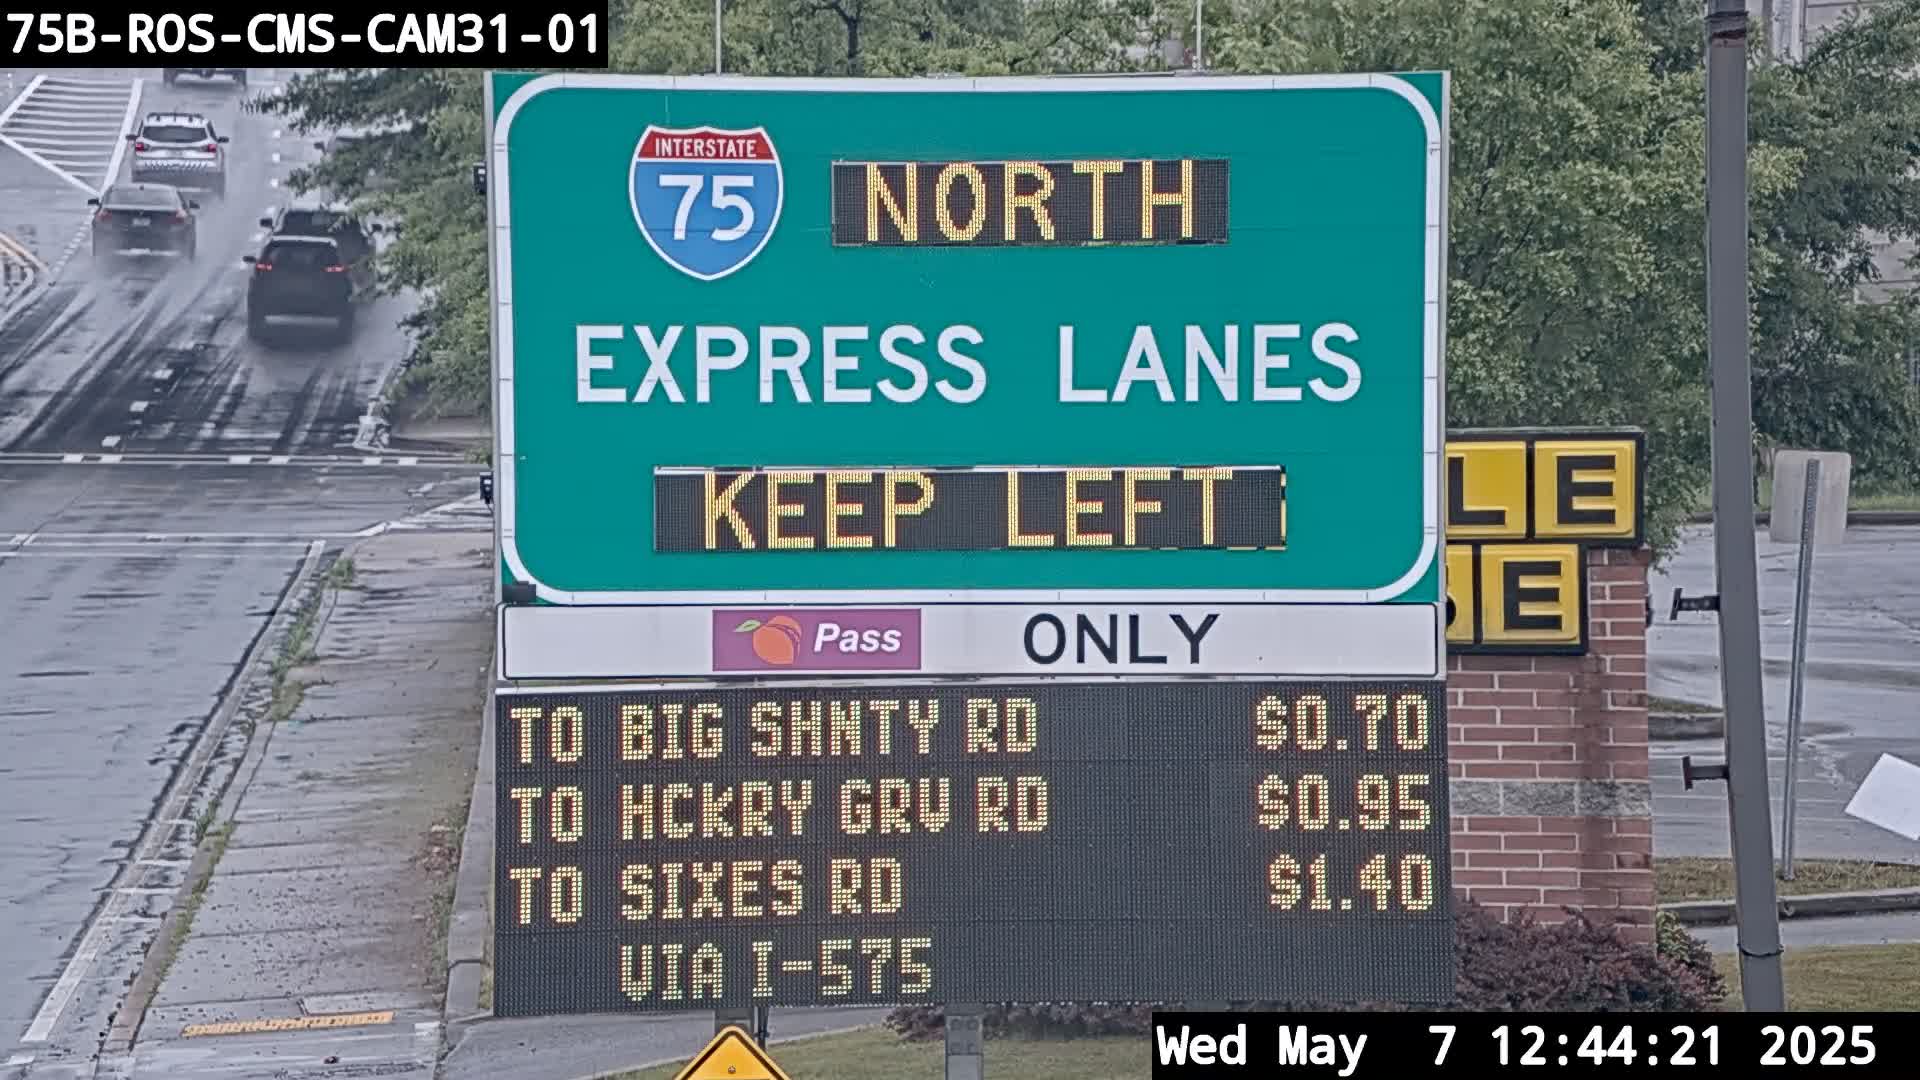 75B-ROS-CMS-CAM31-01
INTERSTATE
75
NORTH
EXPRESS LANES
KEEP LEFT
Pass ONLY
TO BIG SHNTY RD $0.70
TO HCKRY GRV RD $0.95
TO SIXES RD $1.40
VIA I-575
LE
E
Wed May 7 12:44:21 2025